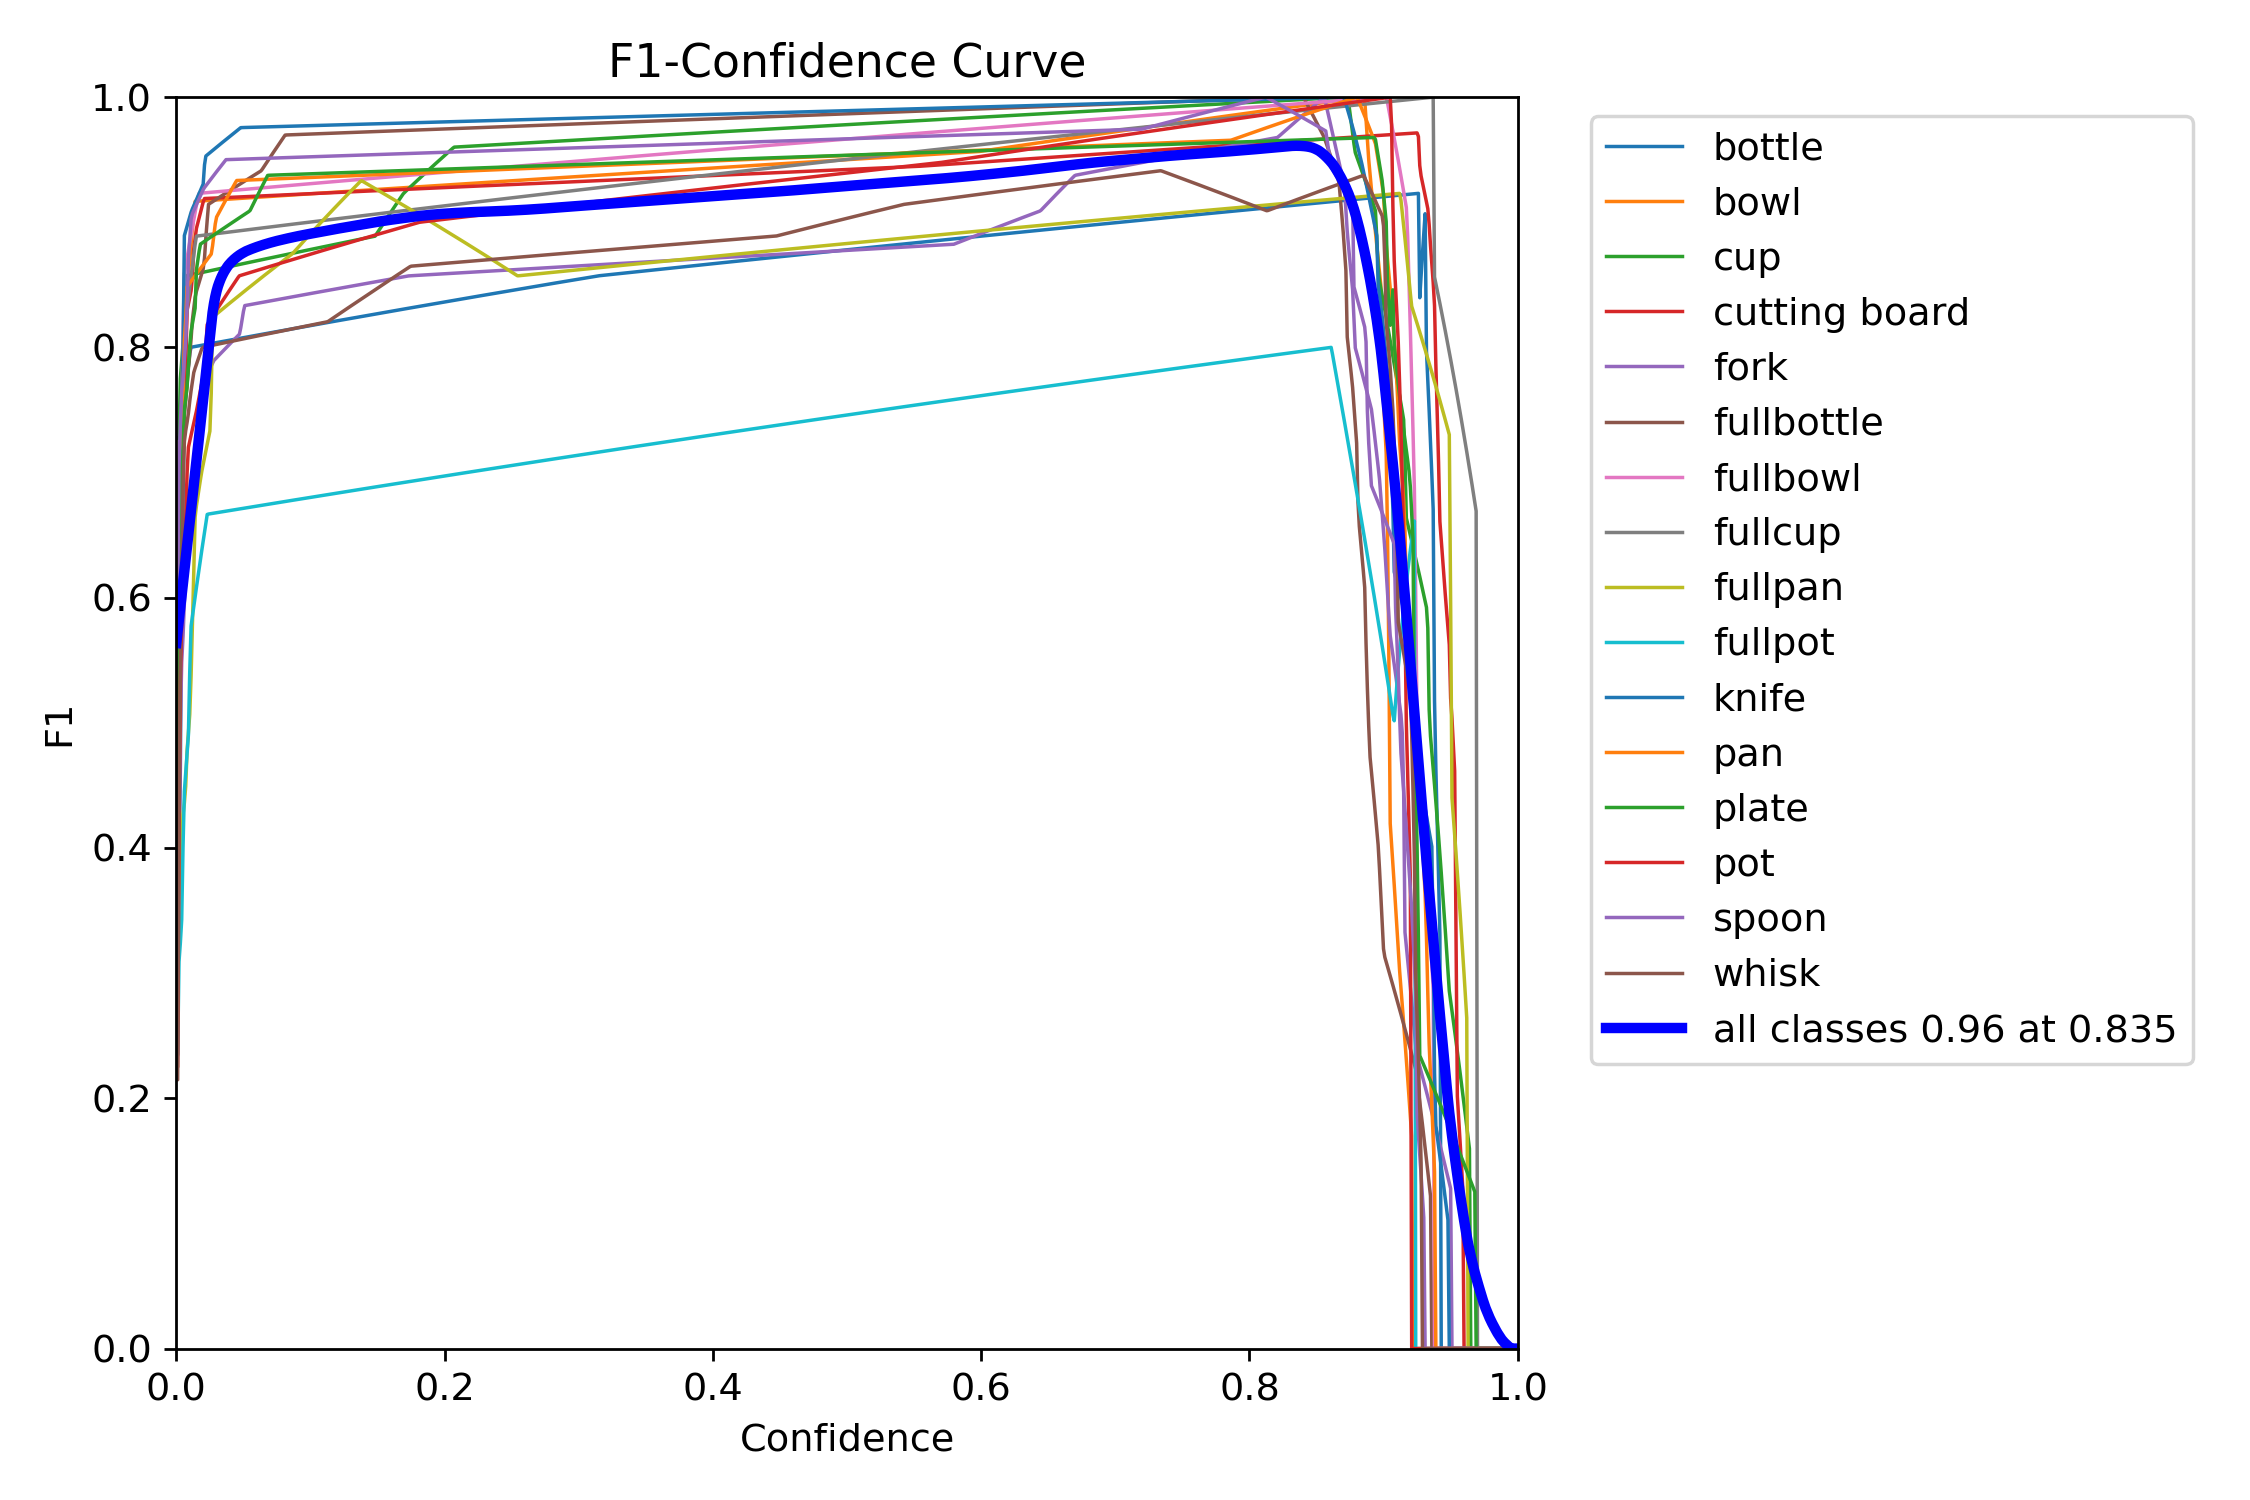 F1-Confidence Curve
1.0
0.8
0.6
0.4
0.2
0.0
F1
0.0 0.2 0.4 0.6 0.8 1.0
Confidence
bottle
bowl
cup
cutting board
fork
fullbottle
fullbowl
fullcup
fullpan
fullpot
knife
pan
plate
pot
spoon
whisk
all classes 0.96 at 0.835